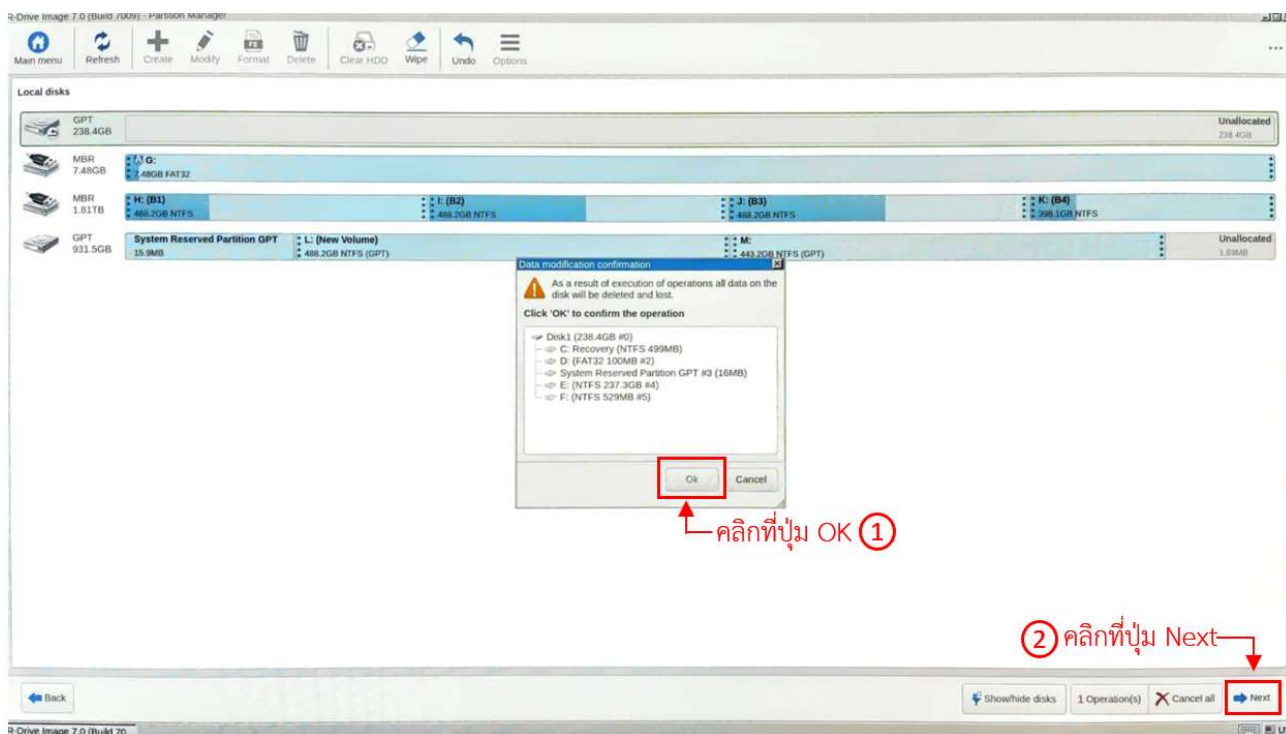 R-Drive Image 7.0 (Build 7009) - Partition Manager
Main menu Refresh Create Modify Format Delete Clear HDD Wipe Undo Options
Local disks
GPT
238.4GB
Unallocated
238.4GB
MBR
7.48GB
G:
7.48GB FAT32
MBR
1.81TB
H: (B1)
488.2GB NTFS
I: (B2)
488.2GB NTFS
J: (B3)
488.2GB NTFS
K: (B4)
398.1GB NTFS
GPT
931.5GB
System Reserved Partition GPT
15.9MB
L: (New Volume)
488.2GB NTFS (GPT)
M:
443.2GB NTFS (GPT)
Unallocated
Data modification confirmation
As a result of execution of operations all data on the
disk will be deleted and lost.
Click 'OK' to confirm the operation
Disk1 (238.4GB #0)
C: Recovery (NTFS 499MB)
D: (FAT32 100MB #2)
System Reserved Partition GPT #3 (16MB)
E: (NTFS 237.3GB #4)
F: (NTFS 529MB #5)
Ok Cancel
คลิกที่ปุ่ม OK 1
2 คลิกที่ปุ่ม Next
Back Show/hide disks 1 Operation(s) Cancel all Next
R-Drive Image 7.0 (Build 70...